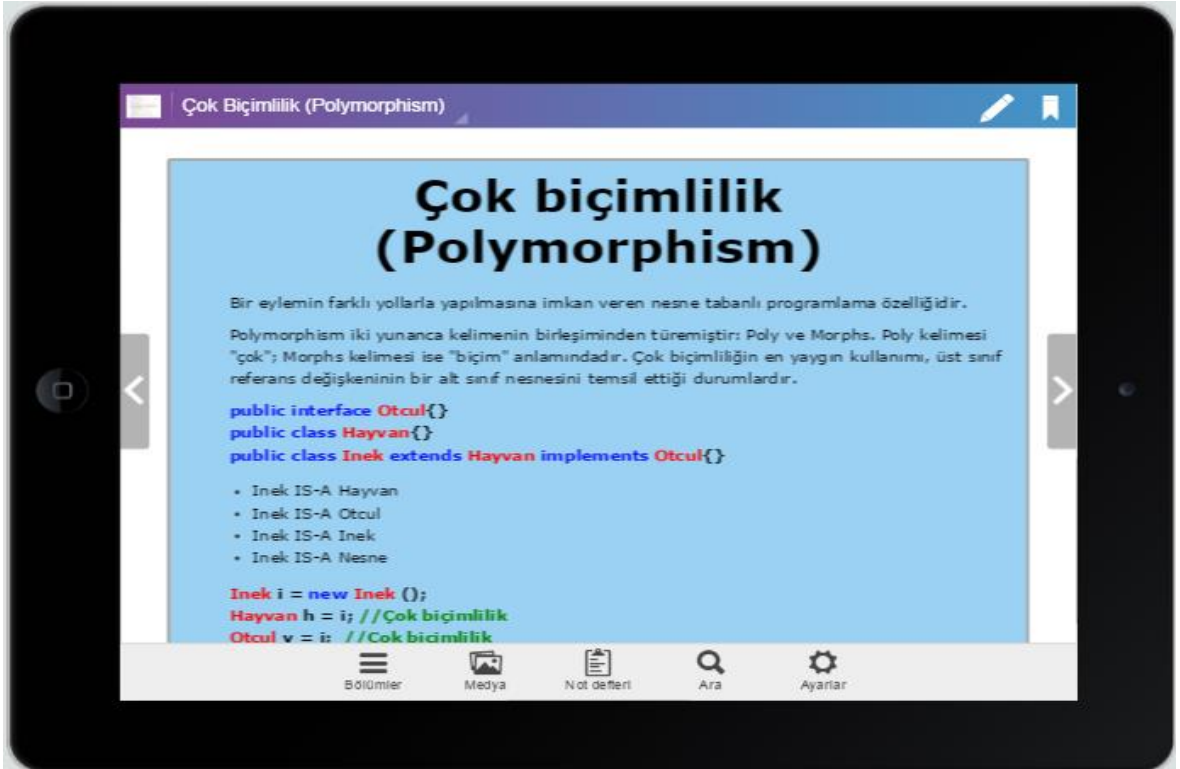 Çok Biçimlilik (Polymorphism)
Çok biçimlilik
(Polymorphism)
Bir eylemin farklı yollarla yapılmasına imkan veren nesne tabanlı programlama özelliğidir.
Polymorphism iki yunanca kelimenin birleşiminden türemiştir: Poly ve Morphs. Poly kelimesi
"çok"; Morphs kelimesi ise "biçim" anlamındadır. Çok biçimliliğin en yaygın kullanımı, üst sınıf
referans değişkeninin bir alt sınıf nesnesini temsil ettiği durumlardır.
public interface Otcul{}
public class Hayvan{}
public class Inek extends Hayvan implements Otcul{}
• Inek IS-A Hayvan
• Inek IS-A Otcul
• Inek IS-A Inek
• Inek IS-A Nesne
Inek i = new Inek ();
Hayvan h = i; //Çok biçimlilik
Otcul v = i; //Çok biçimlilik
Bölümler Medya Not defteri Ara Ayarlar